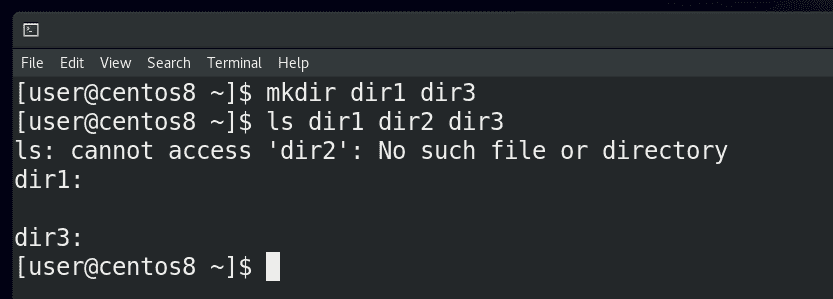 File Edit View Search Terminal Help
[user@centos8 ~]$ mkdir dir1 dir3
[user@centos8 ~]$ ls dir1 dir2 dir3
ls: cannot access 'dir2': No such file or directory
dir1:

dir3:
[user@centos8 ~]$